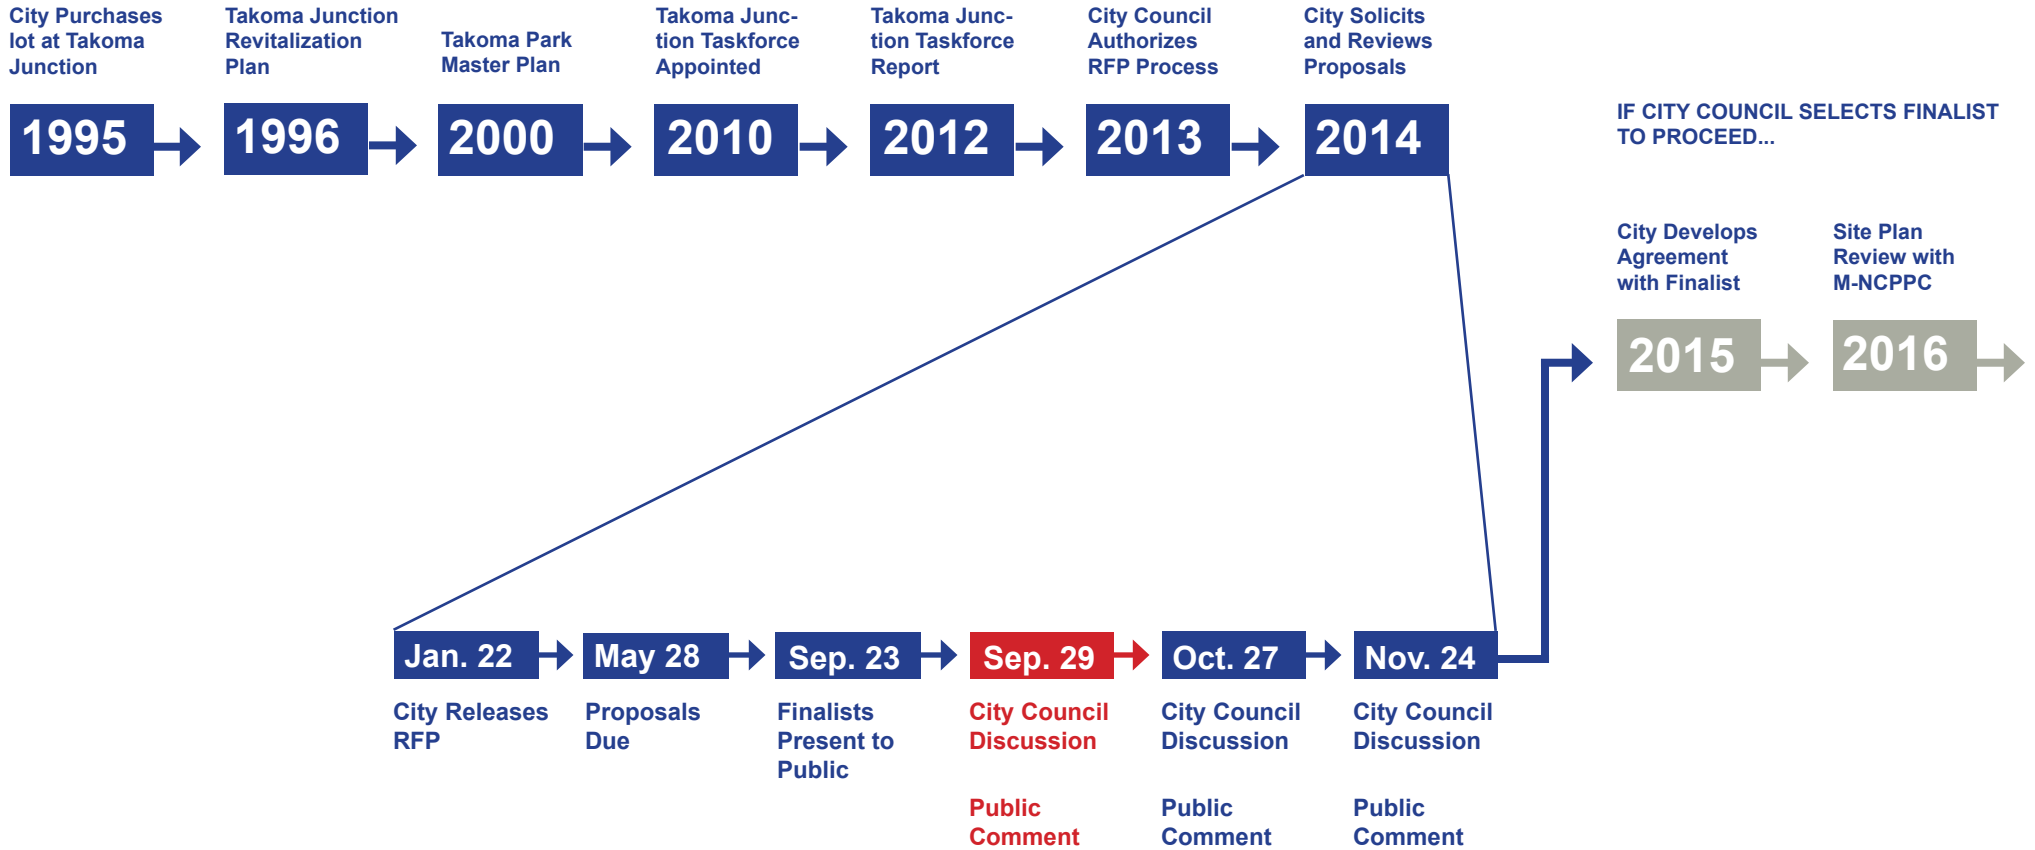 City Purchases
lot at Takoma
Junction
Takoma Junction
Revitalization
Plan
Takoma Park
Master Plan
Takoma Junc-
tion Taskforce
Appointed
Takoma Junc-
tion Taskforce
Report
City Council
Authorizes
RFP Process
City Solicits
and Reviews
Proposals
1995
1996
2000
2010
2012
2013
2014
IF CITY COUNCIL SELECTS FINALIST
TO PROCEED...
City Develops
Agreement
with Finalist
Site Plan
Review with
M-NCPPC
2015
2016
Jan. 22
May 28
Sep. 23
Sep. 29
Oct. 27
Nov. 24
City Releases
RFP
Proposals
Due
Finalists
Present to
Public
City Council
Discussion
Public
Comment
City Council
Discussion
Public
Comment
City Council
Discussion
Public
Comment